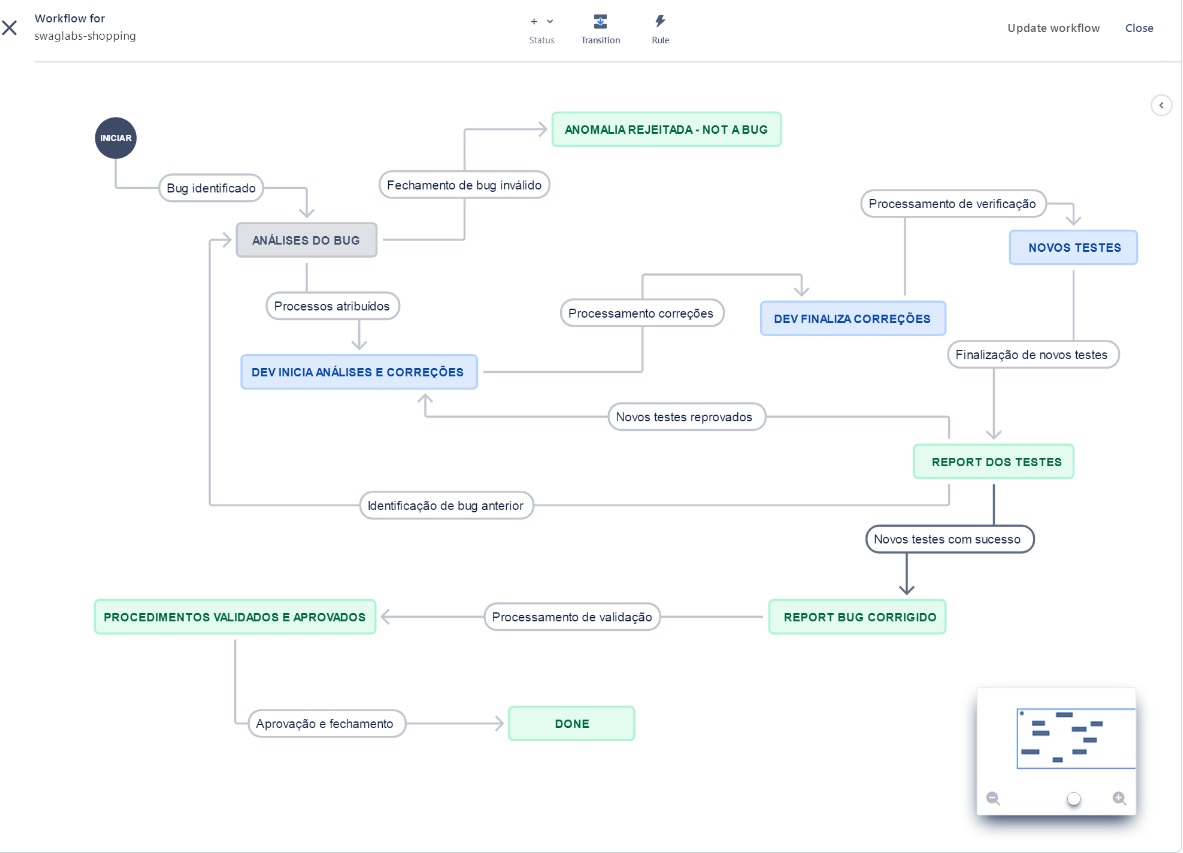 Workflow for
swaglabs-shopping
Status
Transition
Rule
Update workflow
Close
INICIAR
ANOMALIA REJEITADA - NOT A BUG
Bug identificado
Fechamento de bug inválido
Processamento de verificação
ANÁLISES DO BUG
NOVOS TESTES
Processos atribuidos
Processamento correções
DEV FINALIZA CORREÇÕES
Finalização de novos testes
DEV INICIA ANÁLISES E CORREÇÕES
Novos testes reprovados
REPORT DOS TESTES
Identificação de bug anterior
Novos testes com sucesso
PROCEDIMENTOS VALIDADOS E APROVADOS
Processamento de validação
REPORT BUG CORRIGIDO
Aprovação e fechamento
DONE